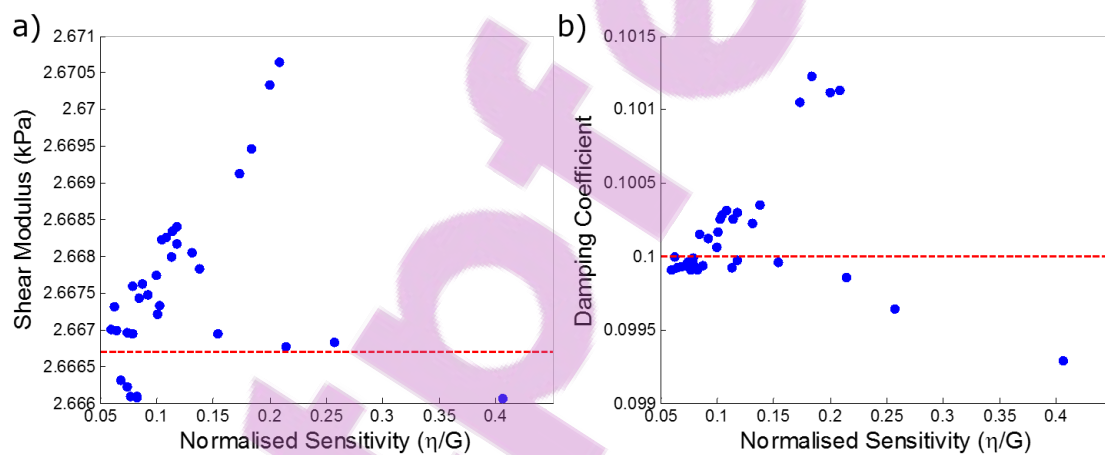 a)
2.671
2.6705
2.67
2.6695
2.669
2.6685
2.668
2.6675
2.667
2.6665
2.666
Shear Modulus (kPa)
0.05 0.1 0.15 0.2 0.25 0.3 0.35 0.4
Normalised Sensitivity (η/G)
b)
0.1015
0.101
0.1005
0.1
0.0995
0.099
Damping Coefficient
0.05 0.1 0.15 0.2 0.25 0.3 0.35 0.4
Normalised Sensitivity (η/G)